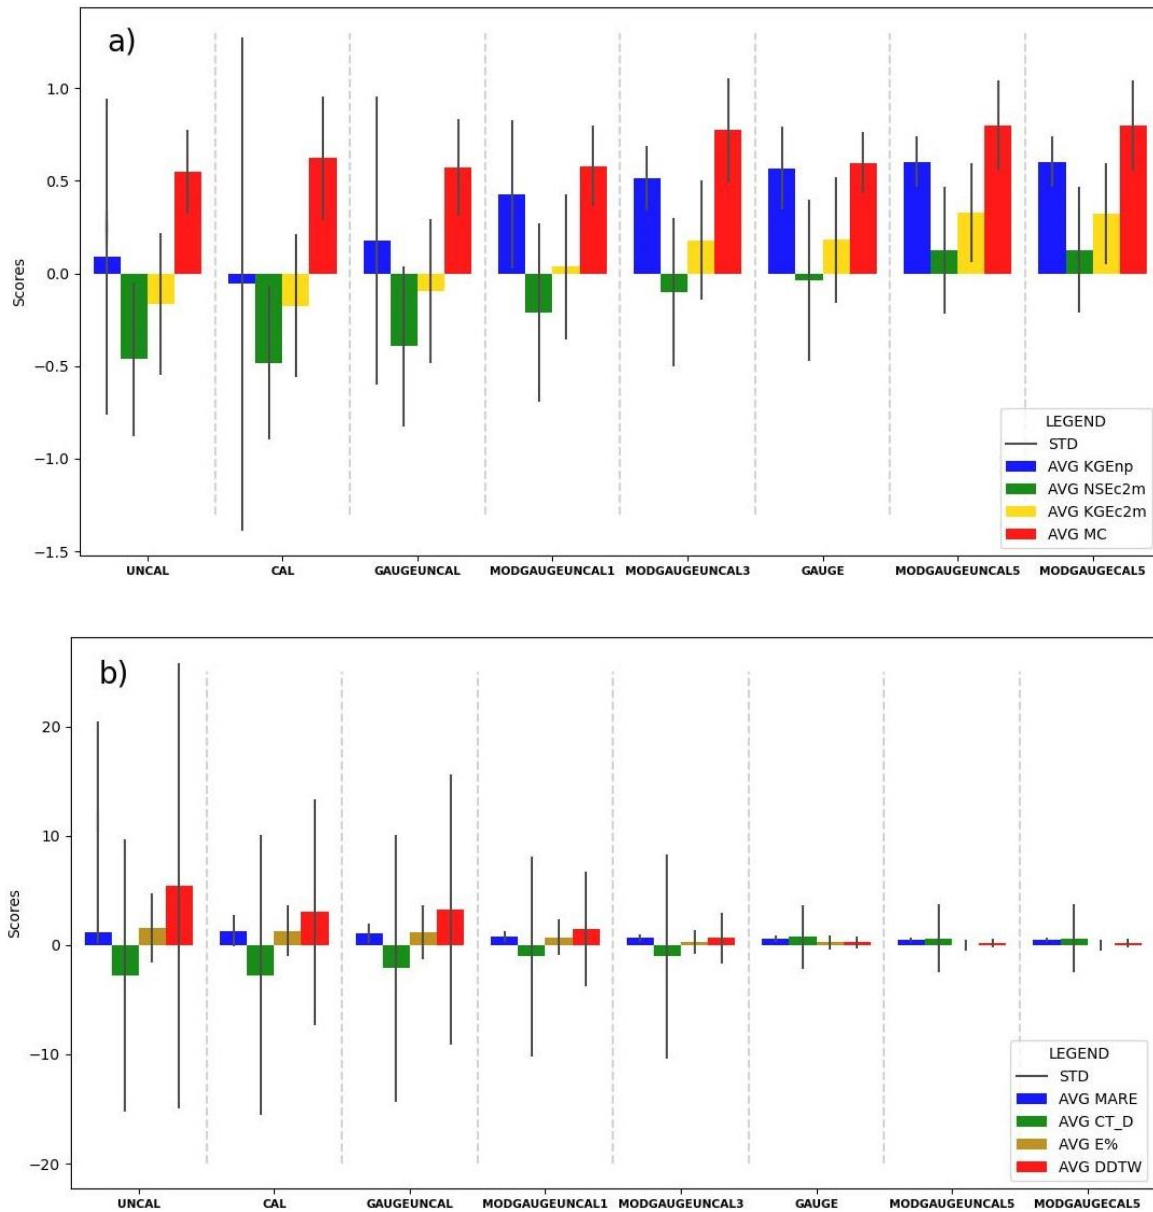 a)
1.0
0.5
0.0
−0.5
−1.0
−1.5
Scores
LEGEND
STD
AVG KGEnp
AVG NSEc2m
AVG KGEc2m
AVG MC
UNCAL CAL GAUGEUNCAL MODGAUGEUNCAL1 MODGAUGEUNCAL3 GAUGE MODGAUGEUNCAL5 MODGAUGECAL5
b)
20
10
0
−10
−20
Scores
LEGEND
STD
AVG MARE
AVG CT_D
AVG E%
AVG DDTW
UNCAL CAL GAUGEUNCAL MODGAUGEUNCAL1 MODGAUGEUNCAL3 GAUGE MODGAUGEUNCAL5 MODGAUGECAL5